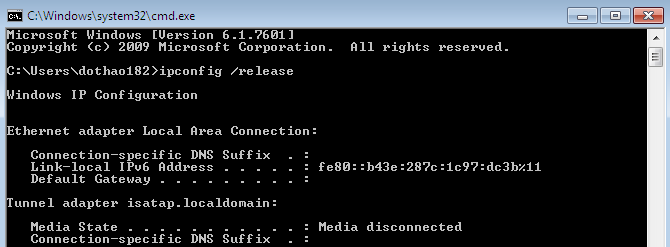 C:\Windows\system32\cmd.exe
Microsoft Windows [Version 6.1.7601]
Copyright (c) 2009 Microsoft Corporation.  All rights reserved.
C:\Users\dothao182>ipconfig /release
Windows IP Configuration
Ethernet adapter Local Area Connection:
Connection-specific DNS Suffix  . :
Link-local IPv6 Address . . . . . : fe80::b43e:287c:1c97:dc3b%11
Default Gateway . . . . . . . . . :
Tunnel adapter isatap.localdomain:
Media State . . . . . . . . . . . : Media disconnected
Connection-specific DNS Suffix  . :